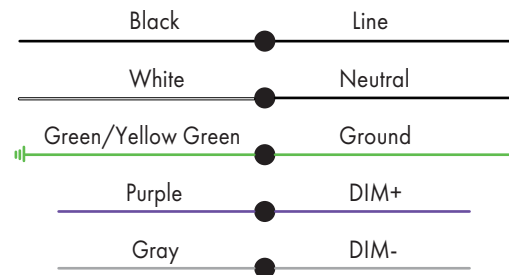 Black Line
White Neutral
Green/Yellow Green Ground
Purple DIM+
Gray DIM-